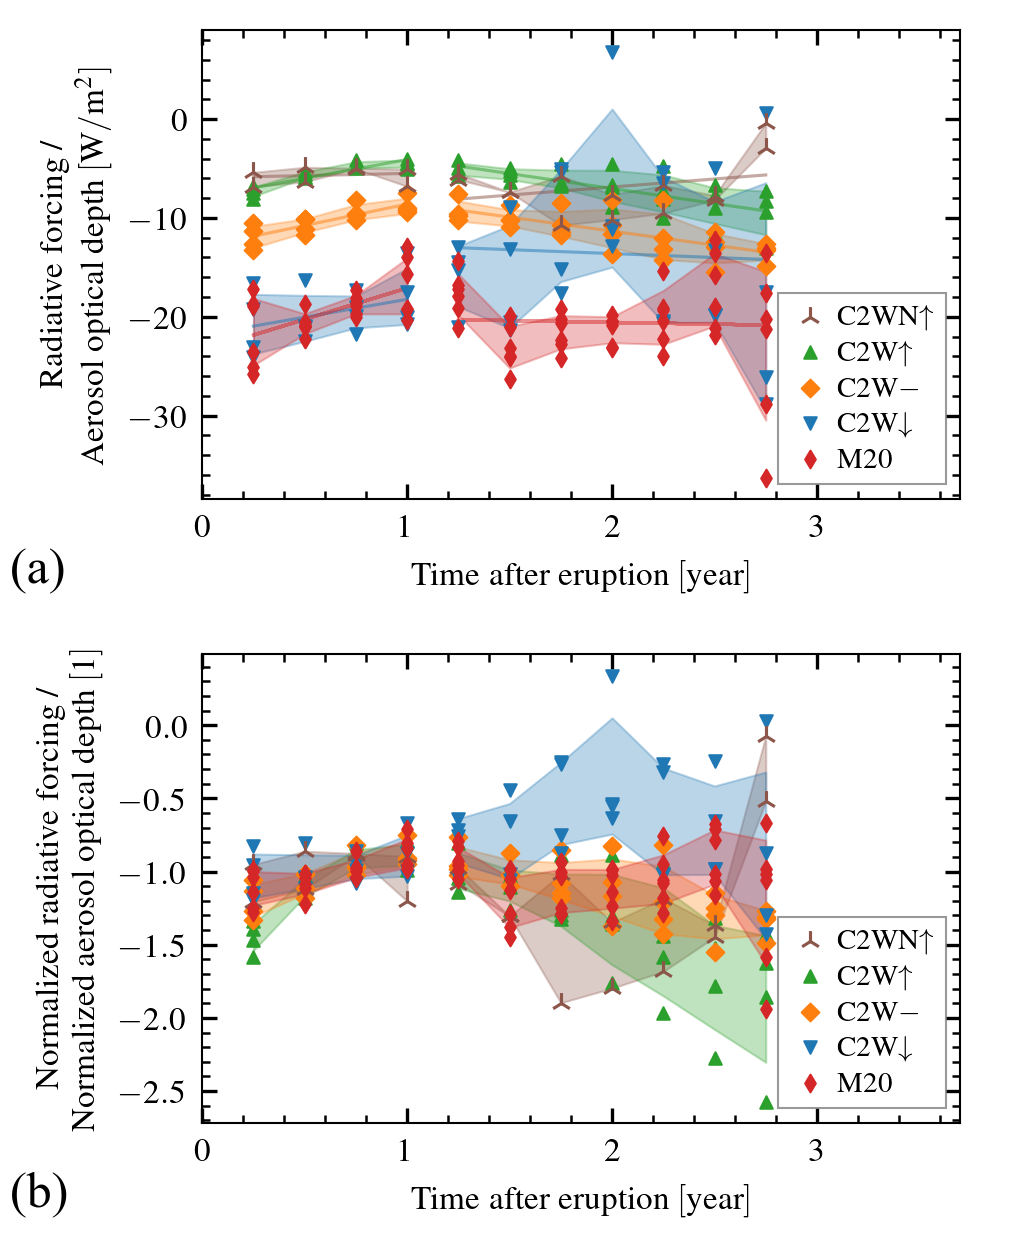 Radiative forcing /
Aerosol optical depth [W/m²]
0
−10
−20
−30
C2WN↑
C2W↑
C2W−
C2W↓
M20
0 1 2 3
Time after eruption [year]
(a)
Normalized radiative forcing /
Normalized aerosol optical depth [1]
0.0
−0.5
−1.0
−1.5
−2.0
−2.5
C2WN↑
C2W↑
C2W−
C2W↓
M20
0 1 2 3
Time after eruption [year]
(b)